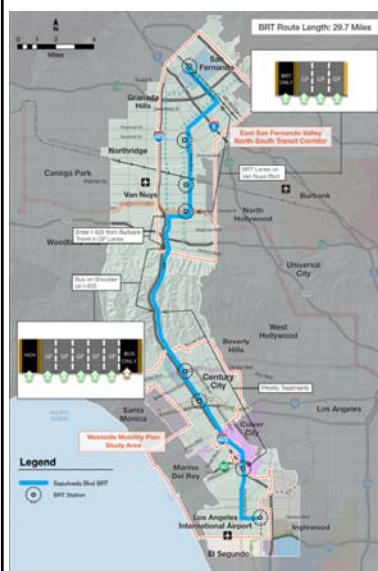 BRT Route Length: 29.7 Miles
N
0 1 2 4
Miles
San
Fernando
BRT
ONLY
GP
GP
GP
Granada
Hills
East San Fernando Valley
North-South Transit Corridor
Northridge
Canoga Park
BRT Lanes on
Van Nuys Blvd
Van Nuys
Burbank
North
Hollywood
Enter I-405 from Burbank
Travel in GP Lanes
Universal
City
Bus on Shoulder
on I-405
West
Hollywood
Beverly
Hills
HOV
GP
GP
GP
GP
GP
BUS
ONLY
Century
City
Priority Treatments
Santa
Monica
Los Angeles
Culver
City
Westside Mobility Plan
Study Area
Marina
Del Rey
Legend
Sepulveda Blvd BRT
BRT Station
Los Angeles
International Airport
Inglewood
El Segundo